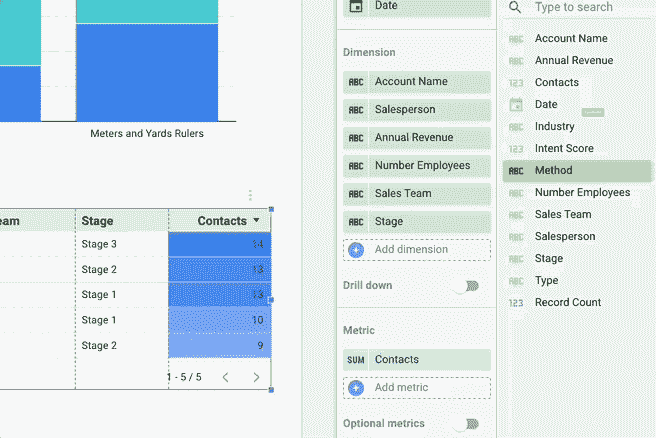 Meters and Yards Rulers
eam Stage Contacts
Stage 3 14
Stage 2 13
Stage 1 13
Stage 1 10
Stage 2 9
1 - 5 / 5
Date
Dimension
ABC Account Name
ABC Salesperson
ABC Annual Revenue
ABC Number Employees
ABC Sales Team
ABC Stage
Add dimension
Drill down
Metric
SUM Contacts
Add metric
Optional metrics
Type to search
ABC Account Name
ABC Annual Revenue
123 Contacts
Date
ABC Industry
123 Intent Score
ABC Method
ABC Number Employees
ABC Sales Team
ABC Salesperson
ABC Stage
ABC Type
123 Record Count